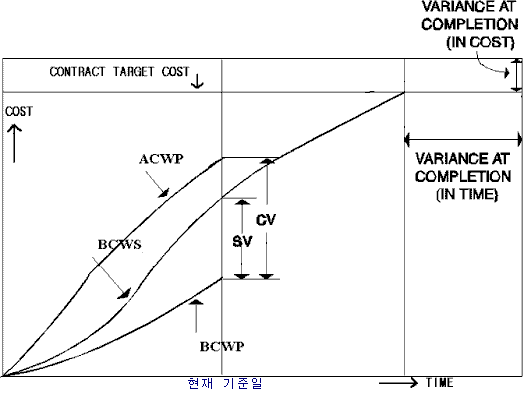 VARIANCE AT
COMPLETION
(IN COST)
CONTRACT TARGET COST
COST
ACWP
VARIANCE AT
COMPLETION
(IN TIME)
BCWS
SV
CV
BCWP
현재 기준일
TIME